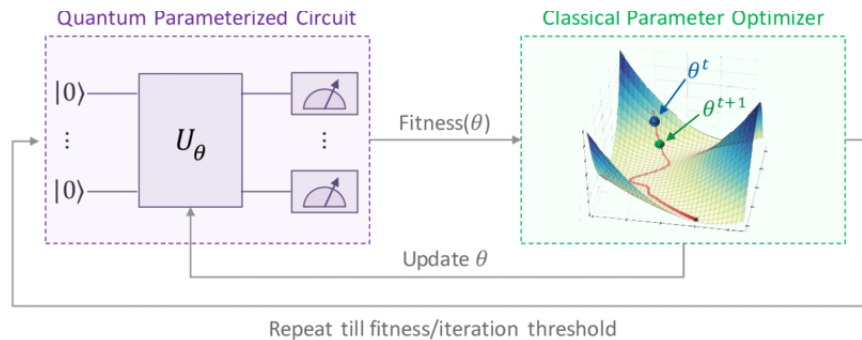 Quantum Parameterized Circuit
Classical Parameter Optimizer
|0⟩
⋮
⋮
|0⟩
U_θ
Fitness(θ)
θ^t
θ^{t+1}
Update θ
Repeat till fitness/iteration threshold